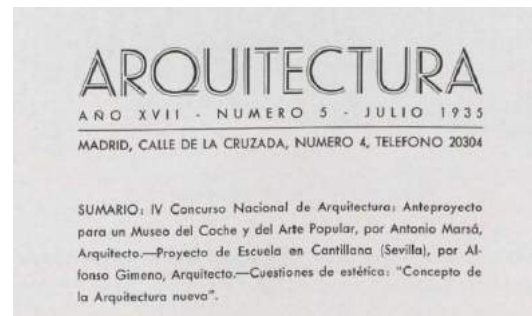 ARQUITECTURA
AÑO XVII - NUMERO 5 - JULIO 1935
MADRID, CALLE DE LA CRUZADA, NUMERO 4, TELEFONO 20304
SUMARIO: IV Concurso Nacional de Arquitectura: Anteproyecto
para un Museo del Coche y del Arte Popular, por Antonio Marsá,
Arquitecto.—Proyecto de Escuela en Cantillana (Sevilla), por Al-
fonso Gimeno, Arquitecto.—Cuestiones de estética: "Concepto de
la Arquitectura nueva".